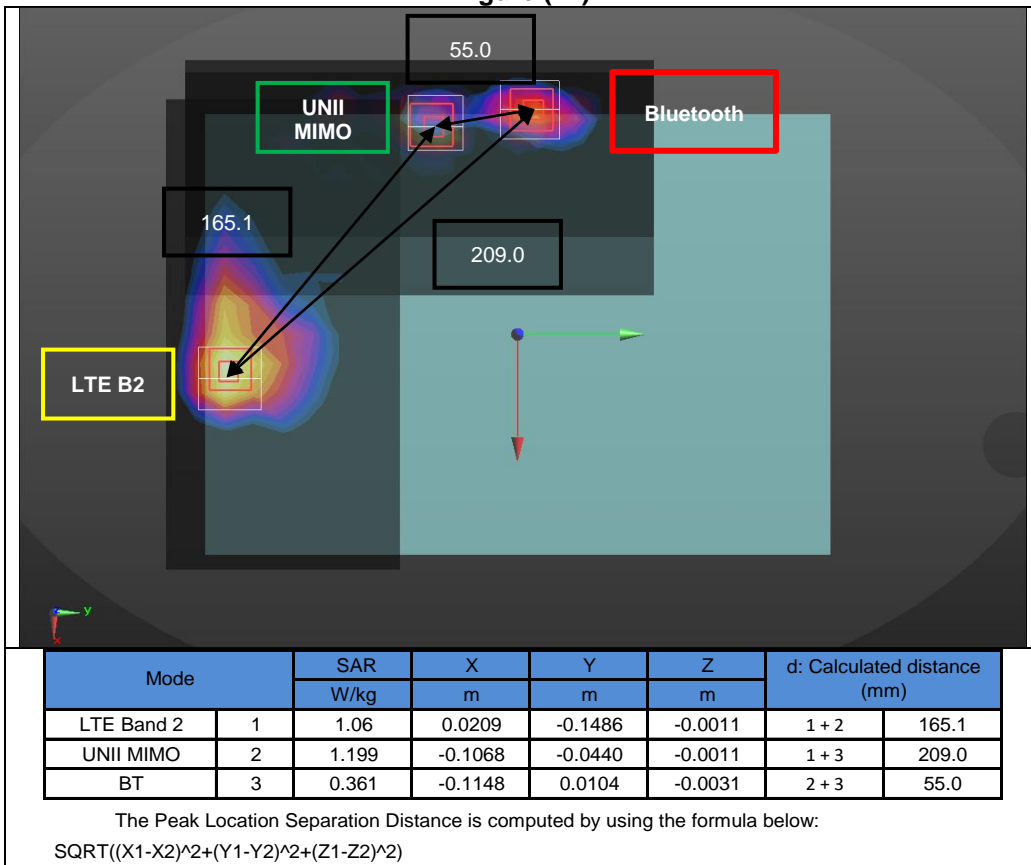 55.0
UNII
MIMO
Bluetooth
165.1
209.0
LTE B2
y
x
Mode SAR X Y Z d: Calculated distance
(mm)
W/kg m m m
LTE Band 2 1 1.06 0.0209 -0.1486 -0.0011 1 + 2 165.1
UNII MIMO 2 1.199 -0.1068 -0.0440 -0.0011 1 + 3 209.0
BT 3 0.361 -0.1148 0.0104 -0.0031 2 + 3 55.0
The Peak Location Separation Distance is computed by using the formula below:
SQRT((X1-X2)^2+(Y1-Y2)^2+(Z1-Z2)^2)